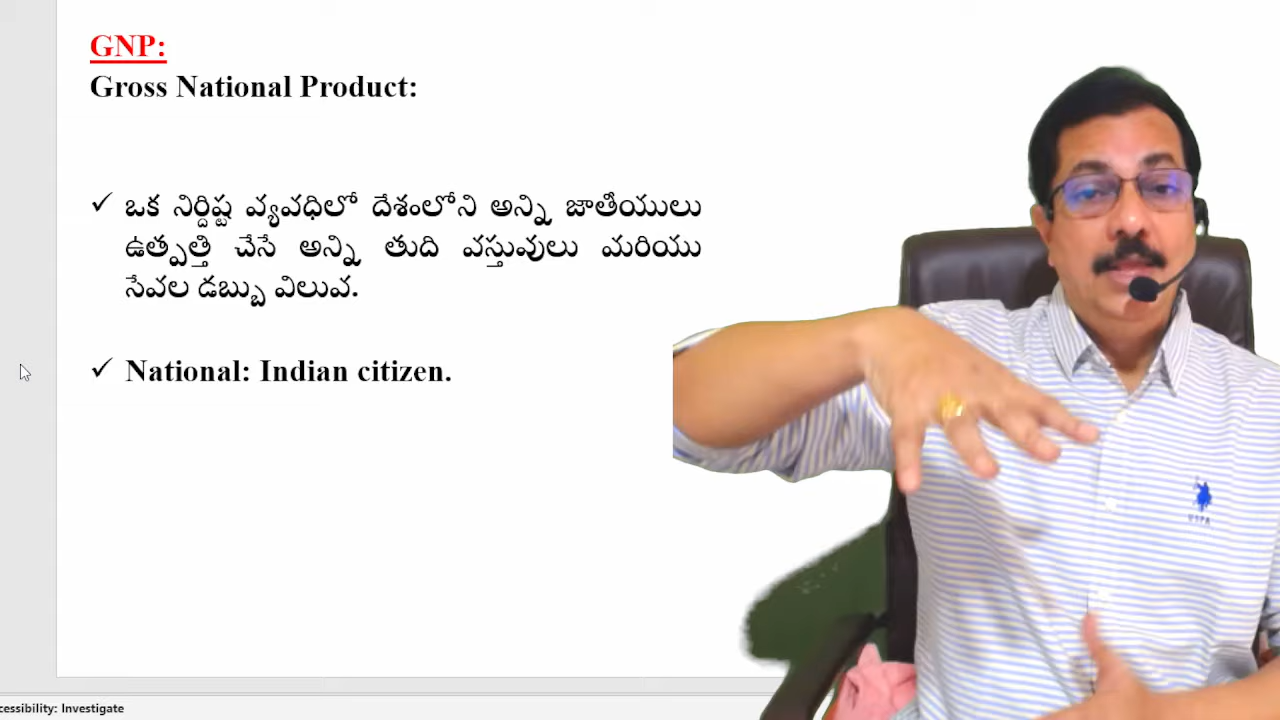 GNP:
Gross National Product:
✓ ఒక నిర్దిష్ట వ్యవధిలో దేశంలోని అన్ని జాతీయులు
ఉత్పత్తి చేసే అన్ని తుది వస్తువులు మరియు
సేవల డబ్బు విలువ.
✓ National: Indian citizen.
USPA
cessibility: Investigate